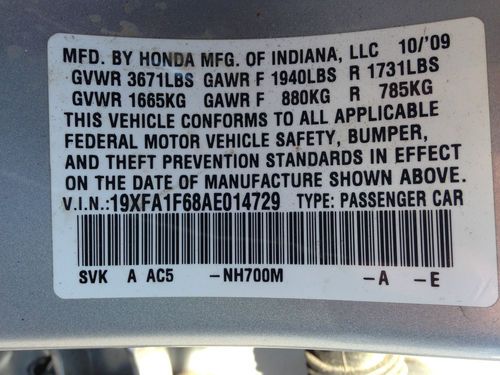 MFD. BY HONDA MFG. OF INDIANA, LLC 10/'09
GVWR 3671LBS GAWR F 1940LBS R 1731LBS
GVWR 1665KG GAWR F 880KG R 785KG
THIS VEHICLE CONFORMS TO ALL APPLICABLE
FEDERAL MOTOR VEHICLE SAFETY, BUMPER,
AND THEFT PREVENTION STANDARDS IN EFFECT
ON THE DATE OF MANUFACTURE SHOWN ABOVE.
V.I.N.:19XFA1F68AE014729 TYPE: PASSENGER CAR
SVK A AC5 -NH700M -A -E